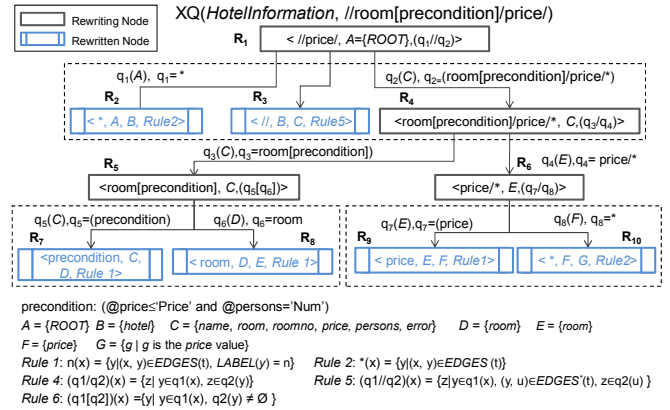 XQ(HotelInformation, //room[precondition]/price/)
Rewriting Node
Rewritten Node
R1
< //price/, A={ROOT},(q1//q2)>
q1(A), q1=*
q2(C), q2=(room[precondition]/price/*)
R2
R3
R4
< *, A, B, Rule2>
< //, B, C, Rule5>
<room[precondition]/price/*, C,(q3/q4)>
q3(C),q3=room[precondition])
q4(E),q4= price/*
R5
R6
<room[precondition], C,(q5[q6])>
<price/*, E,(q7/q8)>
q5(C),q5=(precondition)
q6(D), q6=room
q7(E),q7=(price)
q8(F), q8=*
R7
R8
R9
R10
<precondition, C,
D, Rule 1>
< room, D, E, Rule 1>
< price, E, F, Rule1>
< *, F, G, Rule2>
precondition: (@price≤‘Price’ and @persons=’Num’)
A = {ROOT} B = {hotel} C = {name, room, roomno, price, persons, error} D = {room} E = {room}
F = {price} G = {g | g is the price value}
Rule 1: n(x) = {y|(x, y)∈EDGES(t), LABEL(y) = n} Rule 2: *(x) = {y|(x, y)∈EDGES (t)}
Rule 4: (q1/q2)(x) = {z| y∈q1(x), z∈q2(y)} Rule 5: (q1//q2)(x) = {z|y∈q1(x), (y, u)∈EDGES*(t), z∈q2(u) }
Rule 6: (q1[q2])(x) ={y| y∈q1(x), q2(y) ≠ Ø }